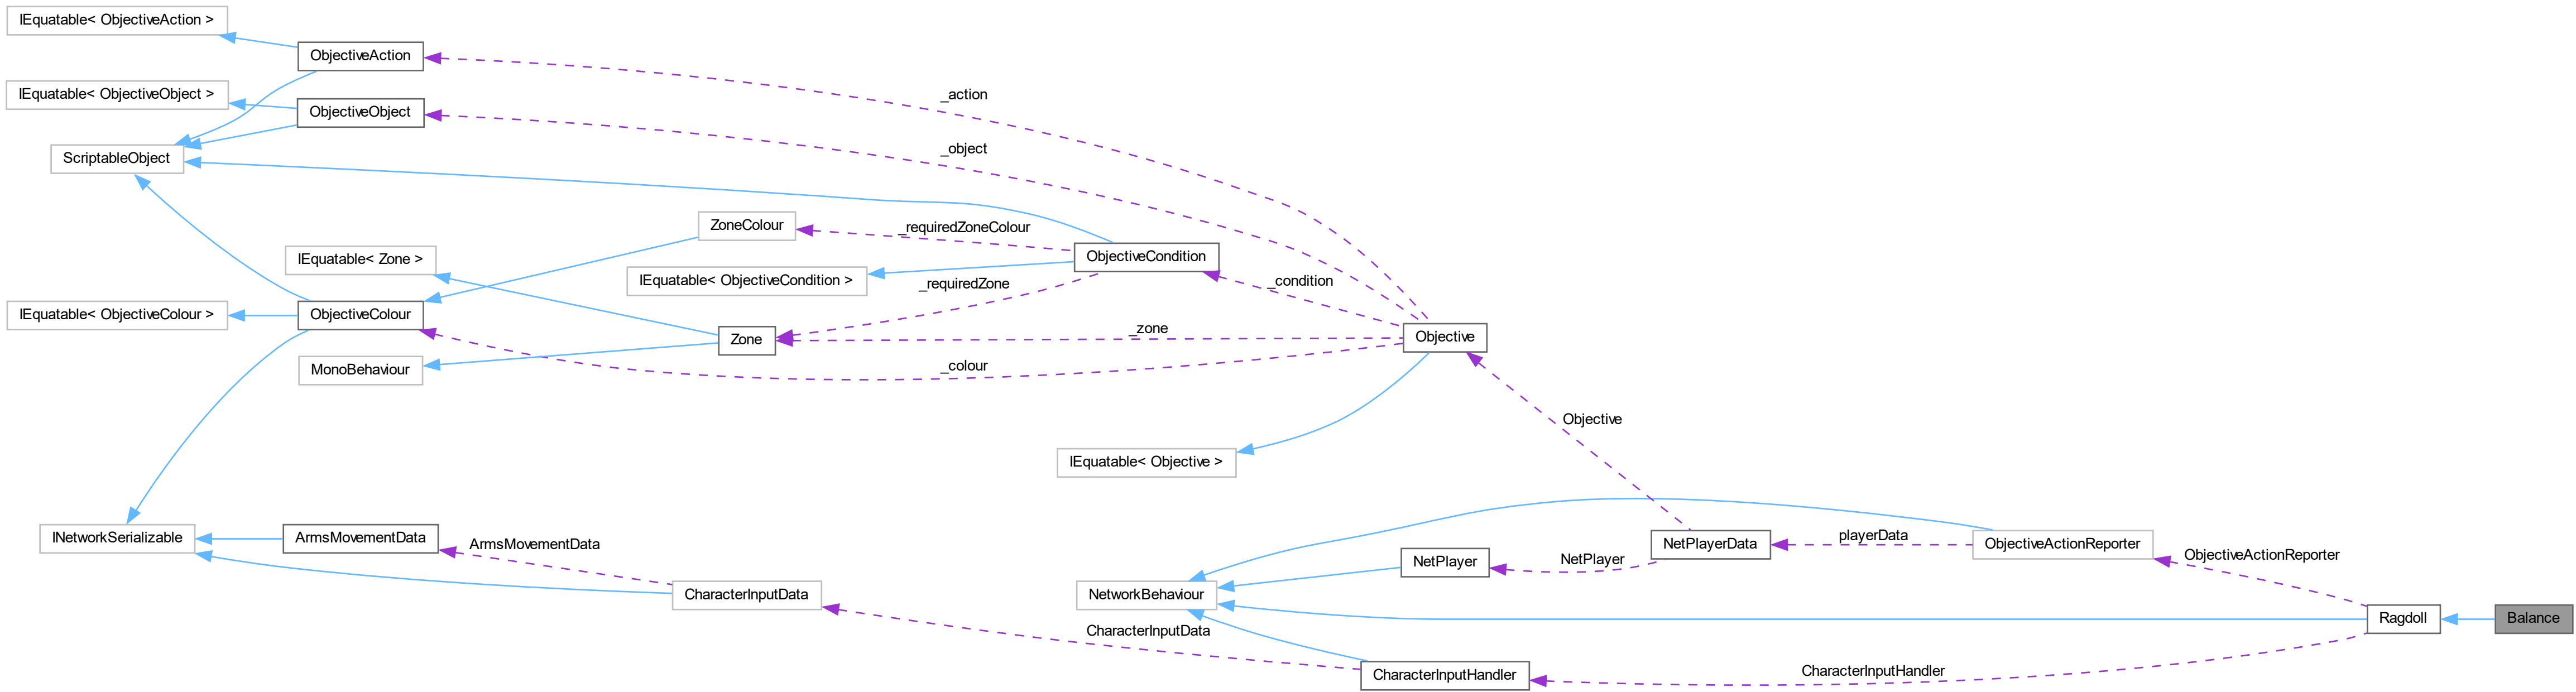 IEquatable< ObjectiveAction >
ObjectiveAction
IEquatable< ObjectiveObject >
_action
ObjectiveObject
_object
ScriptableObject
ZoneColour
_requiredZoneColour
IEquatable< Zone >
ObjectiveCondition
IEquatable< ObjectiveCondition >
_requiredZone
_condition
IEquatable< ObjectiveColour >
ObjectiveColour
_zone
Zone
Objective
MonoBehaviour
_colour
Objective
IEquatable< Objective >
INetworkSerializable
ArmsMovementData
ArmsMovementData
playerData
NetPlayerData
ObjectiveActionReporter
ObjectiveActionReporter
NetPlayer
NetPlayer
CharacterInputData
NetworkBehaviour
Ragdoll
Balance
CharacterInputData
CharacterInputHandler
CharacterInputHandler